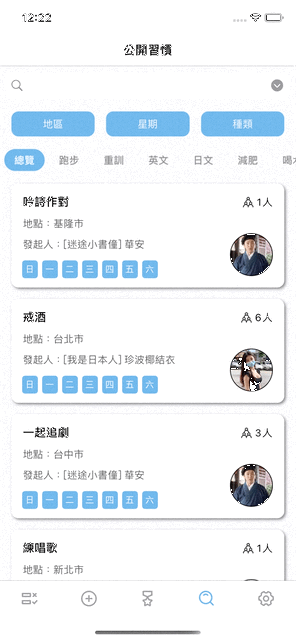 12:22
公開習慣
地區
星期
種類
總覽 跑步 重訓 英文 日文 減肥 喝水
吟詩作對 1人
地點：基隆市
發起人：[迷途小書僮] 華安
日 一 二 三 四 五 六
戒酒 6人
地點：台北市
發起人：[我是日本人] 珍波椰結衣
日 一 二 三 四 五 六
一起追劇 3人
地點：台中市
發起人：[迷途小書僮] 華安
日 一 二 三 四 五 六
練唱歌 1人
地點：新北市